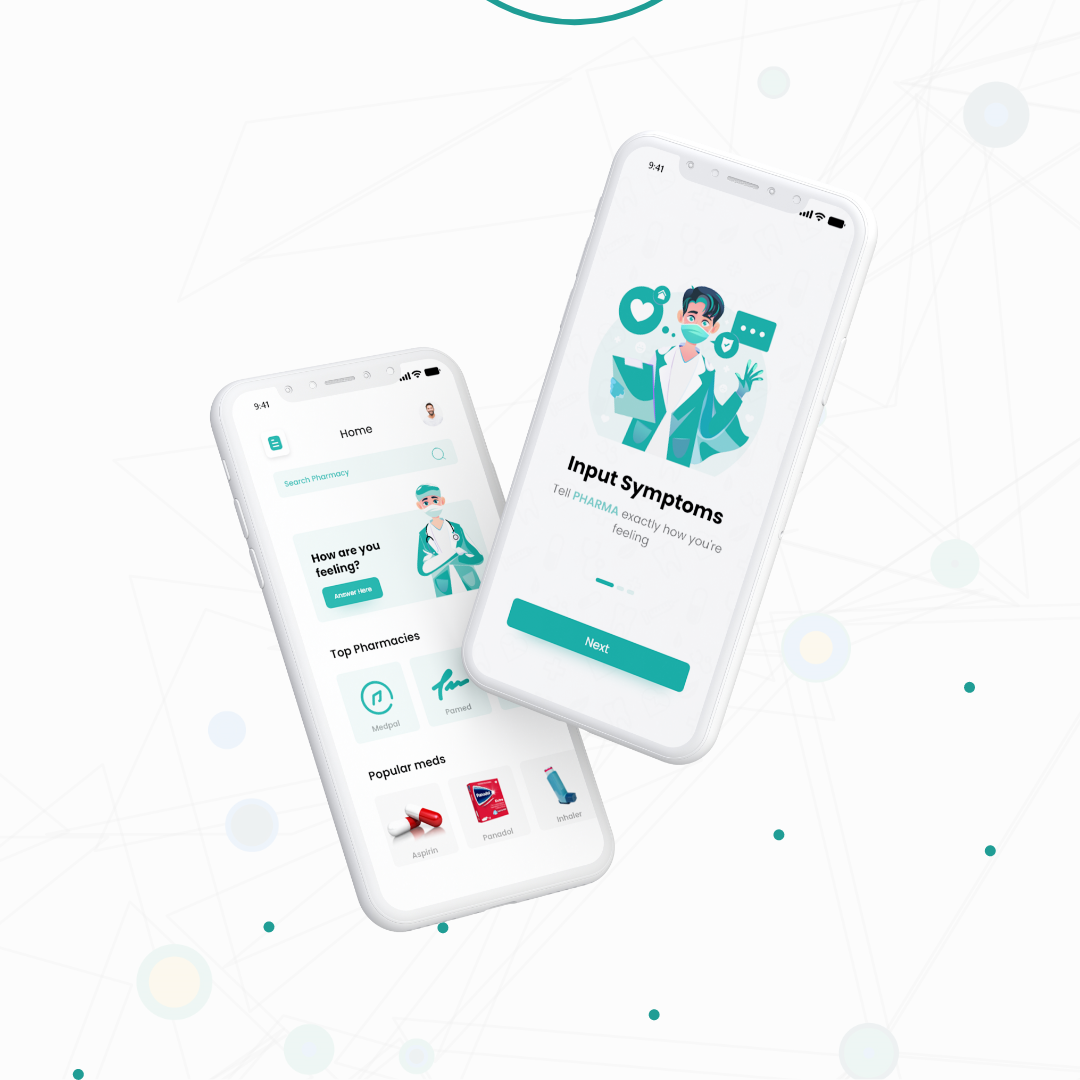 9:41
Home
Search Pharmacy
How are you
feeling?
Answer Here
Top Pharmacies
Medpal
Pamed
Popular meds
Panadol
Aspirin
Panadol
Inhaler
9:41
Input Symptoms
Tell PHARMA exactly how you're
feeling
Next